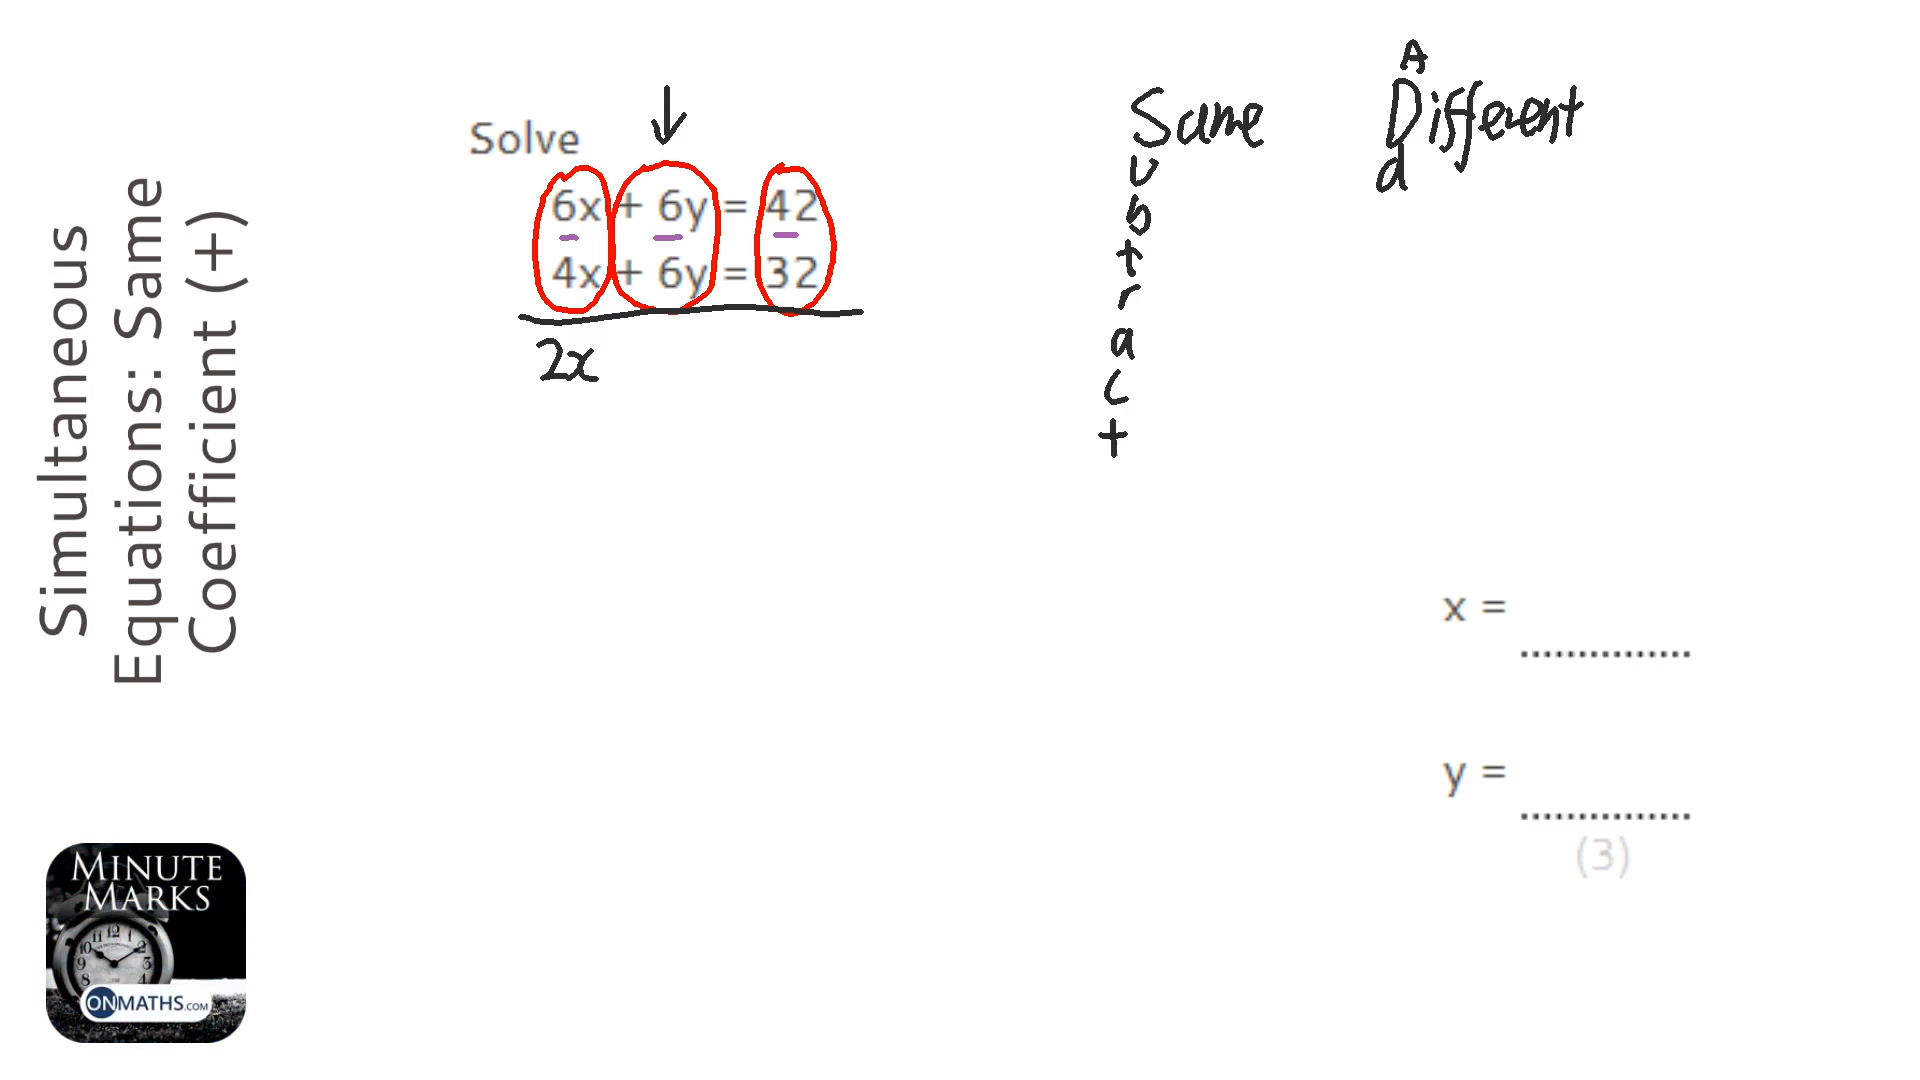 Simultaneous
Equations: Same
Coefficient (+)
Solve
6x + 6y = 42
4x + 6y = 32
2x
Same
Subtract
Different
Add
x =
y =
(3)
MINUTE
MARKS
ONMATHS.COM